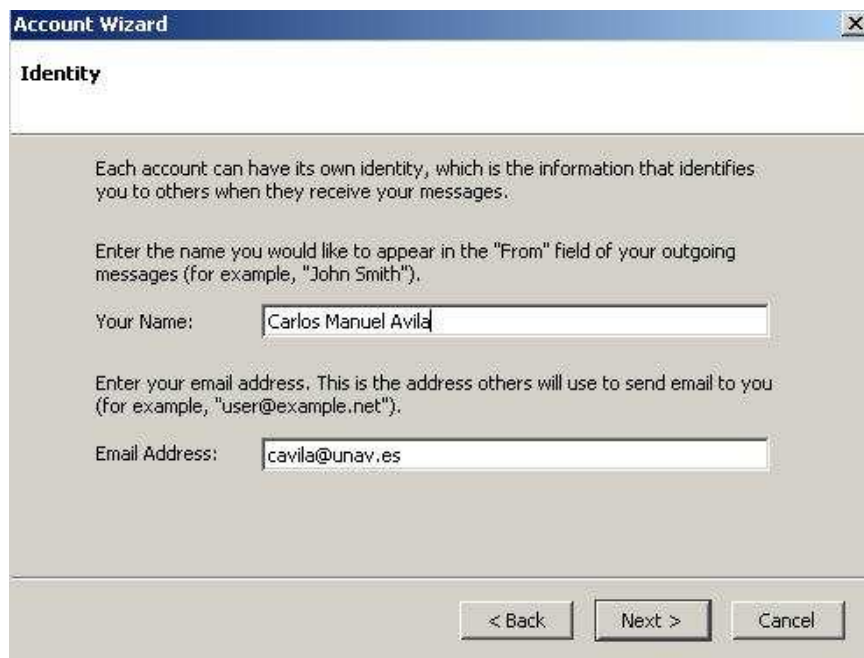 Account Wizard
Identity
Each account can have its own identity, which is the information that identifies
you to others when they receive your messages.
Enter the name you would like to appear in the "From" field of your outgoing
messages (for example, "John Smith").
Your Name: Carlos Manuel Avila
Enter your email address. This is the address others will use to send email to you
(for example, "user@example.net").
Email Address: cavila@unav.es
< Back Next > Cancel